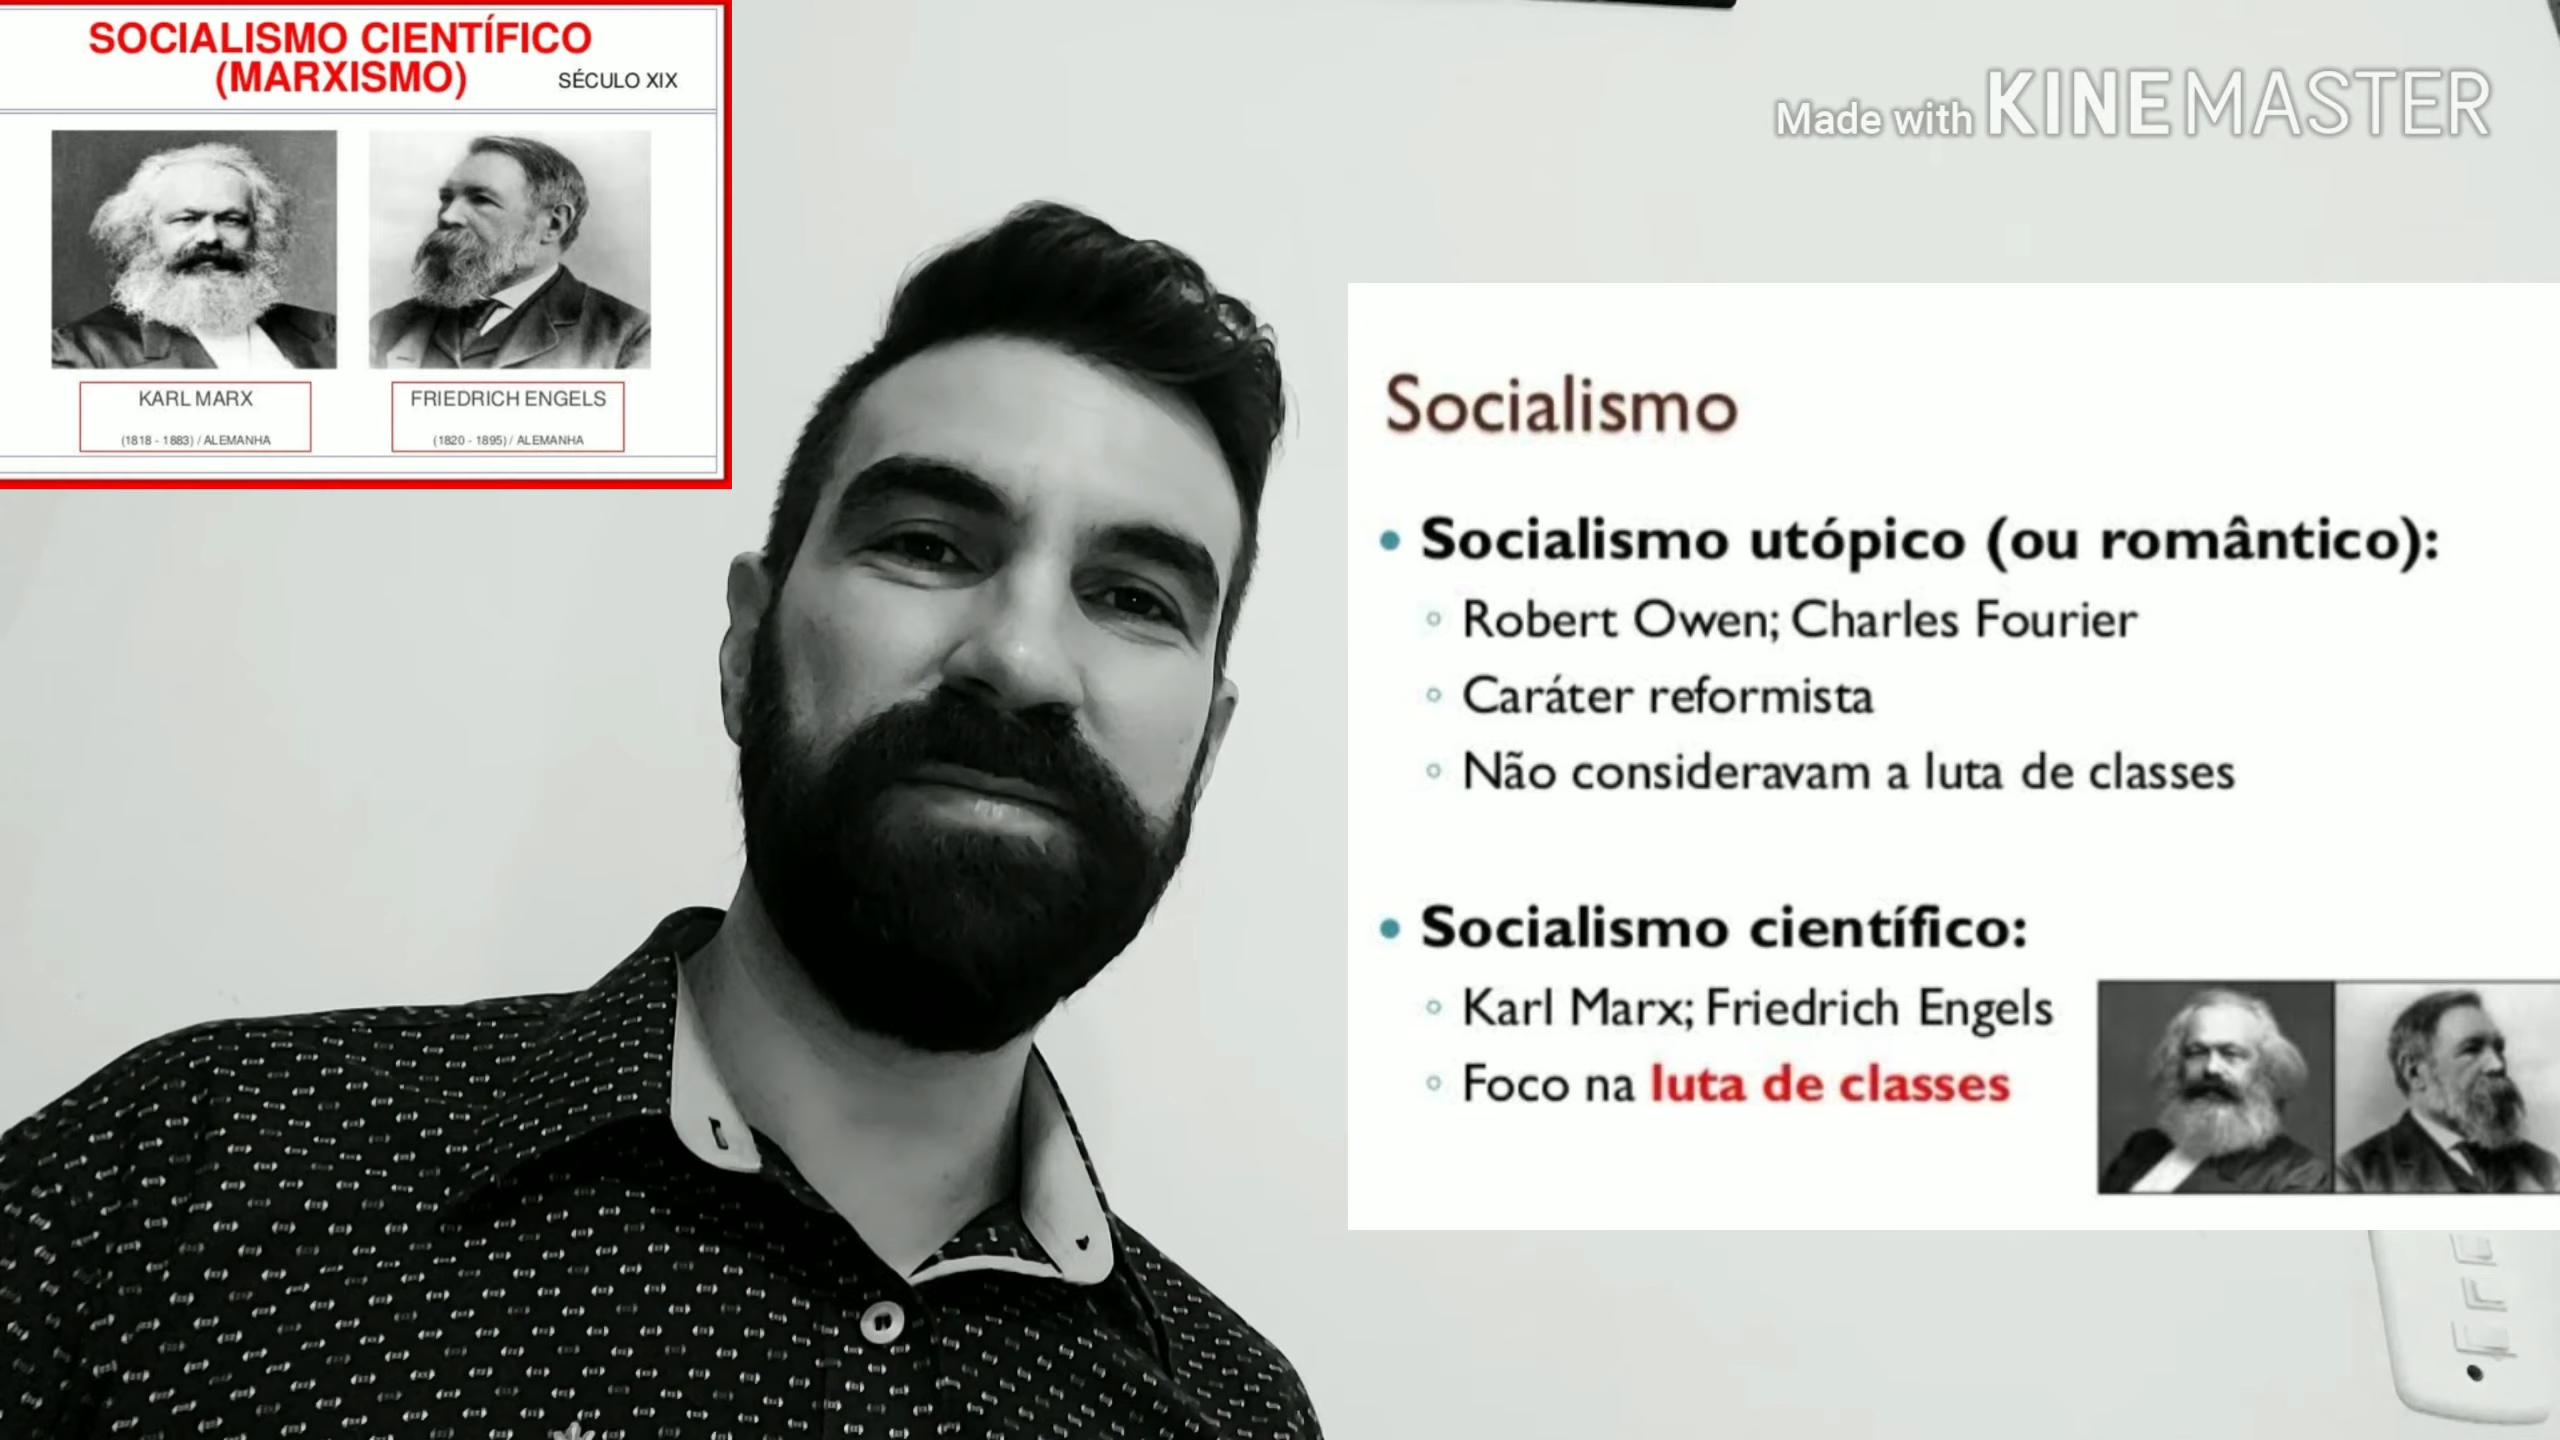 SOCIALISMO CIENTÍFICO
(MARXISMO)
SÉCULO XIX
KARL MARX
(1818 - 1883) / ALEMANHA
FRIEDRICH ENGELS
(1820 - 1895) / ALEMANHA
Made with KINEMASTER
Socialismo
• Socialismo utópico (ou romântico):
◦ Robert Owen; Charles Fourier
◦ Caráter reformista
◦ Não consideravam a luta de classes
• Socialismo científico:
◦ Karl Marx; Friedrich Engels
◦ Foco na luta de classes